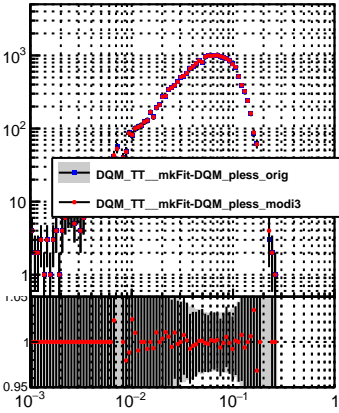 10³
10²
DQM_TT__mkFit-DQM_pless_orig
10
DQM_TT__mkFit-DQM_pless_modi3
1
1.05
1
0.95
10⁻³ 10⁻² 10⁻¹ 1